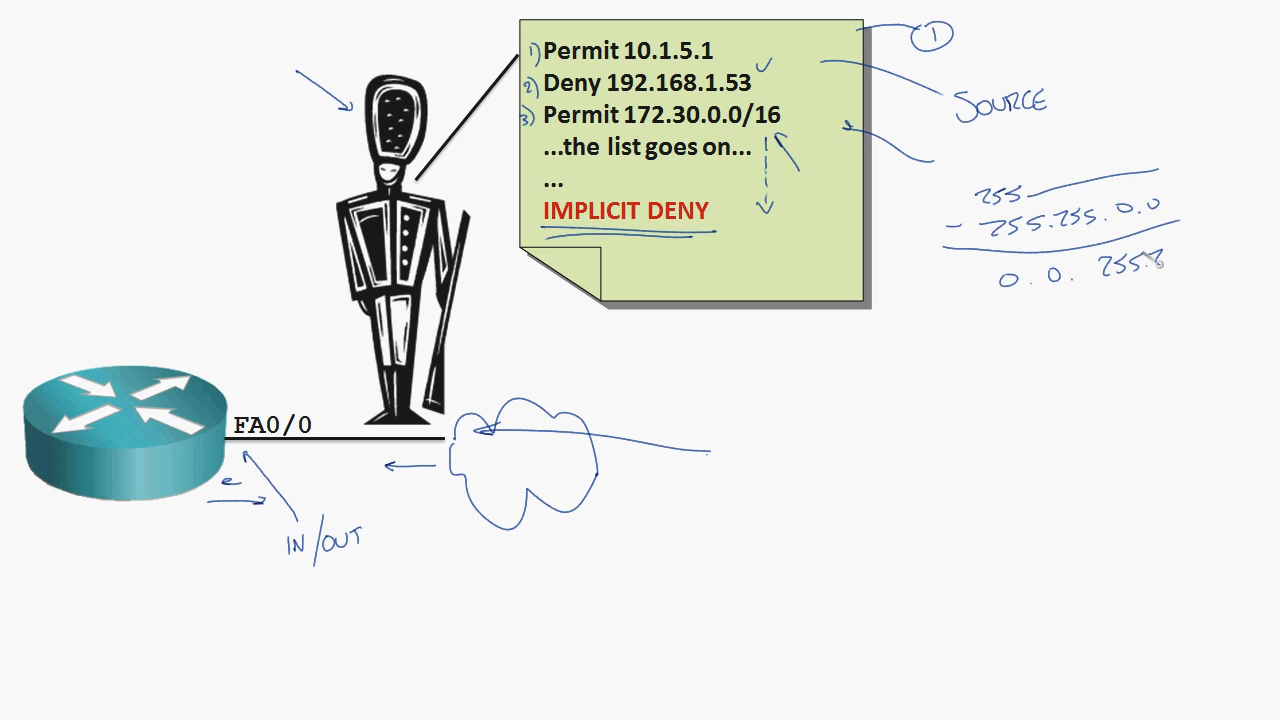 1) Permit 10.1.5.1
2) Deny 192.168.1.53
3) Permit 172.30.0.0/16
...the list goes on...
...
IMPLICIT DENY
1
SOURCE
255
- 255.255.0.0
0.0.255.2
FA0/0
e
IN/OUT